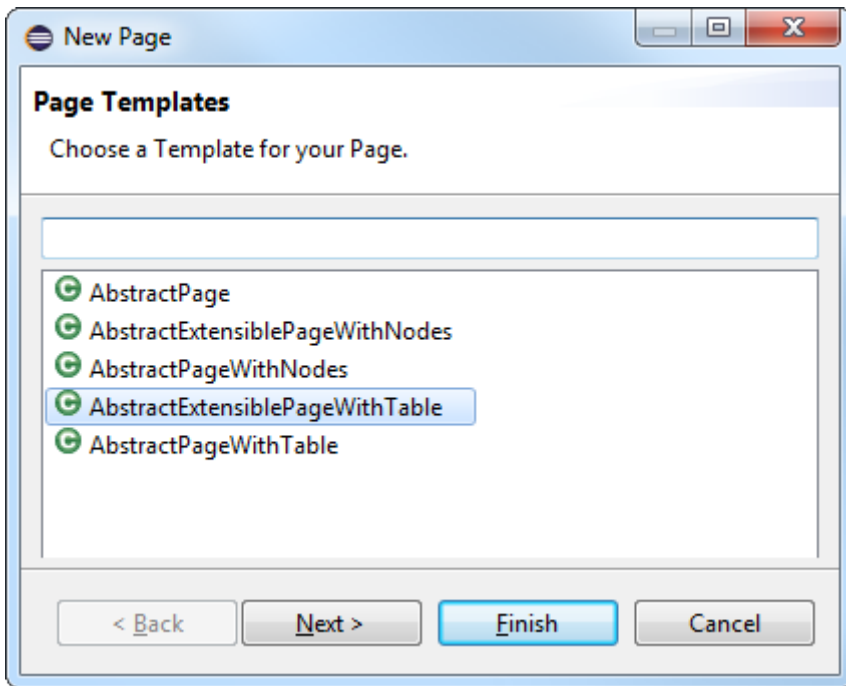 New Page
Page Templates
Choose a Template for your Page.
AbstractPage
AbstractExtensiblePageWithNodes
AbstractPageWithNodes
AbstractExtensiblePageWithTable
AbstractPageWithTable
< Back Next > Finish Cancel